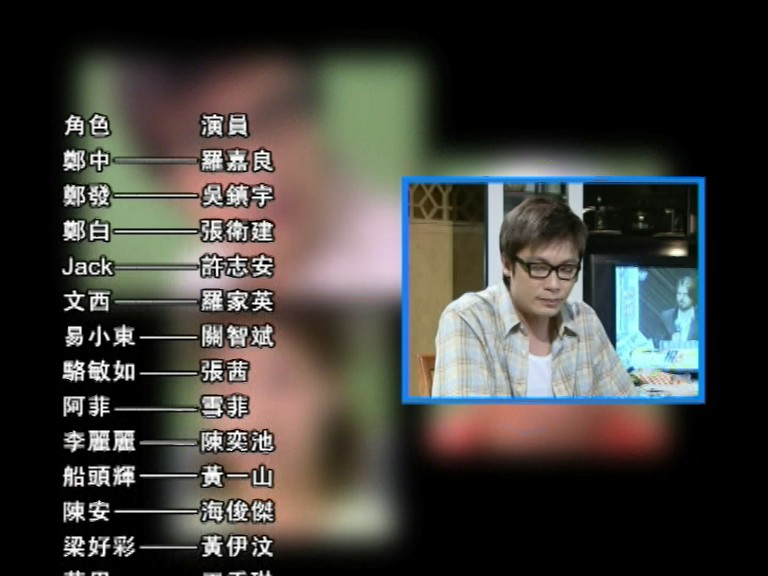 角色 演員
鄭中——羅嘉良
鄭發——吳鎮宇
鄭白——張衛建
Jack——許志安
文西——羅家英
易小東——關智斌
駱敏如——張茜
阿菲——雪菲
李麗麗——陳奕池
船頭輝——黃一山
陳安——海俊傑
梁好彩——黃伊汶